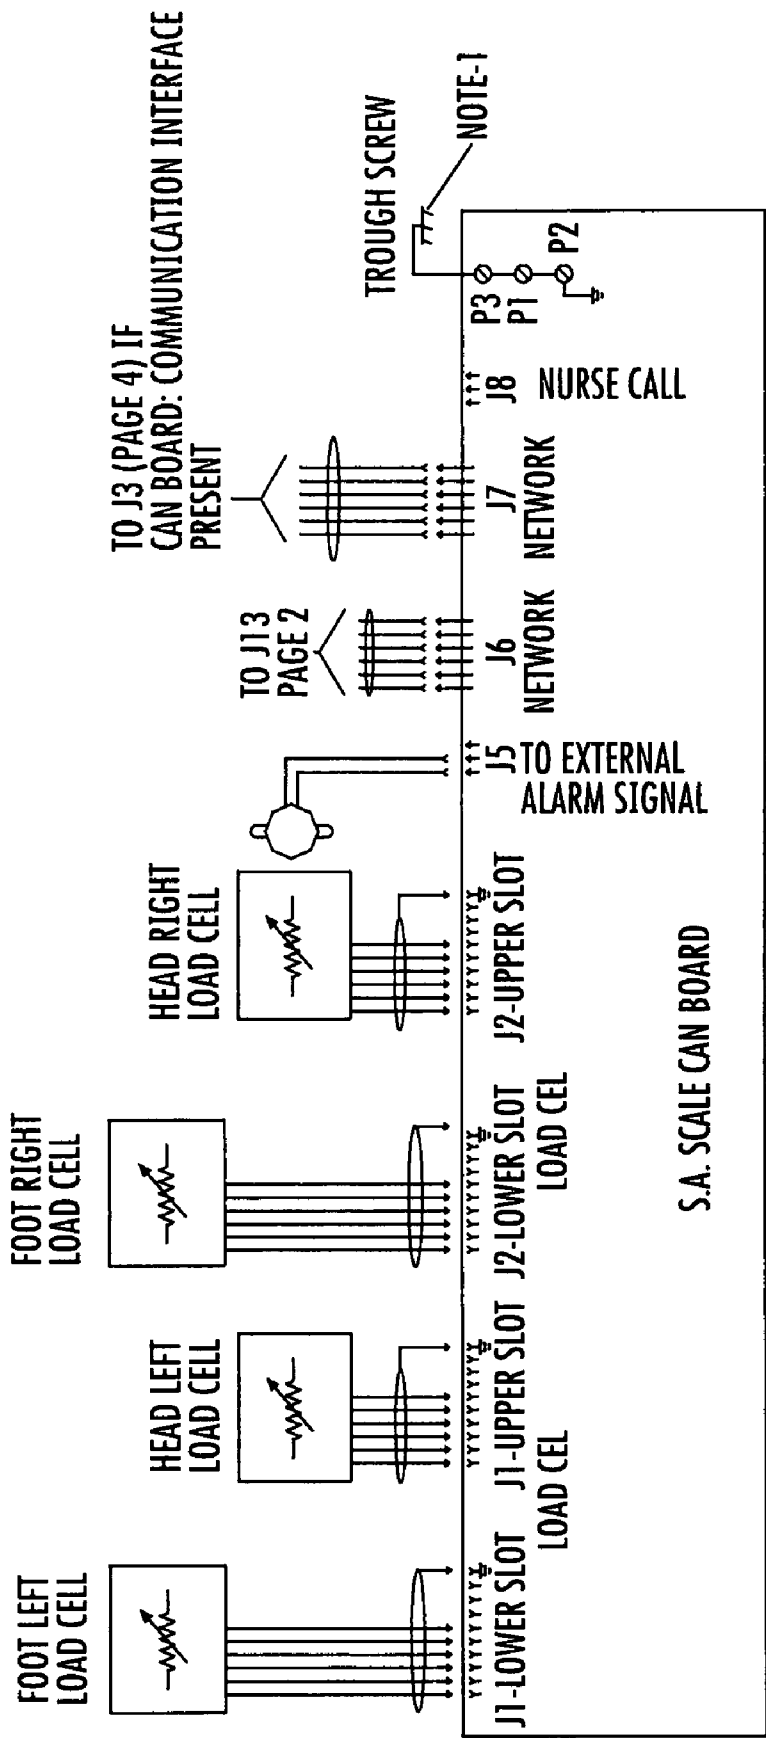 FOOT LEFT
LOAD CELL
HEAD LEFT
LOAD CELL
FOOT RIGHT
LOAD CELL
HEAD RIGHT
LOAD CELL
TO J13
PAGE 2
TO J3 (PAGE 4) IF
CAN BOARD: COMMUNICATION INTERFACE
PRESENT
TROUGH SCREW
NOTE-1
J1-LOWER SLOT
J1-UPPER SLOT
LOAD CEL
J2-LOWER SLOT
LOAD CEL
J2-UPPER SLOT
J5 TO EXTERNAL
ALARM SIGNAL
J6
NETWORK
J7
NETWORK
J8
NURSE CALL
P3
P1
P2
S.A. SCALE CAN BOARD